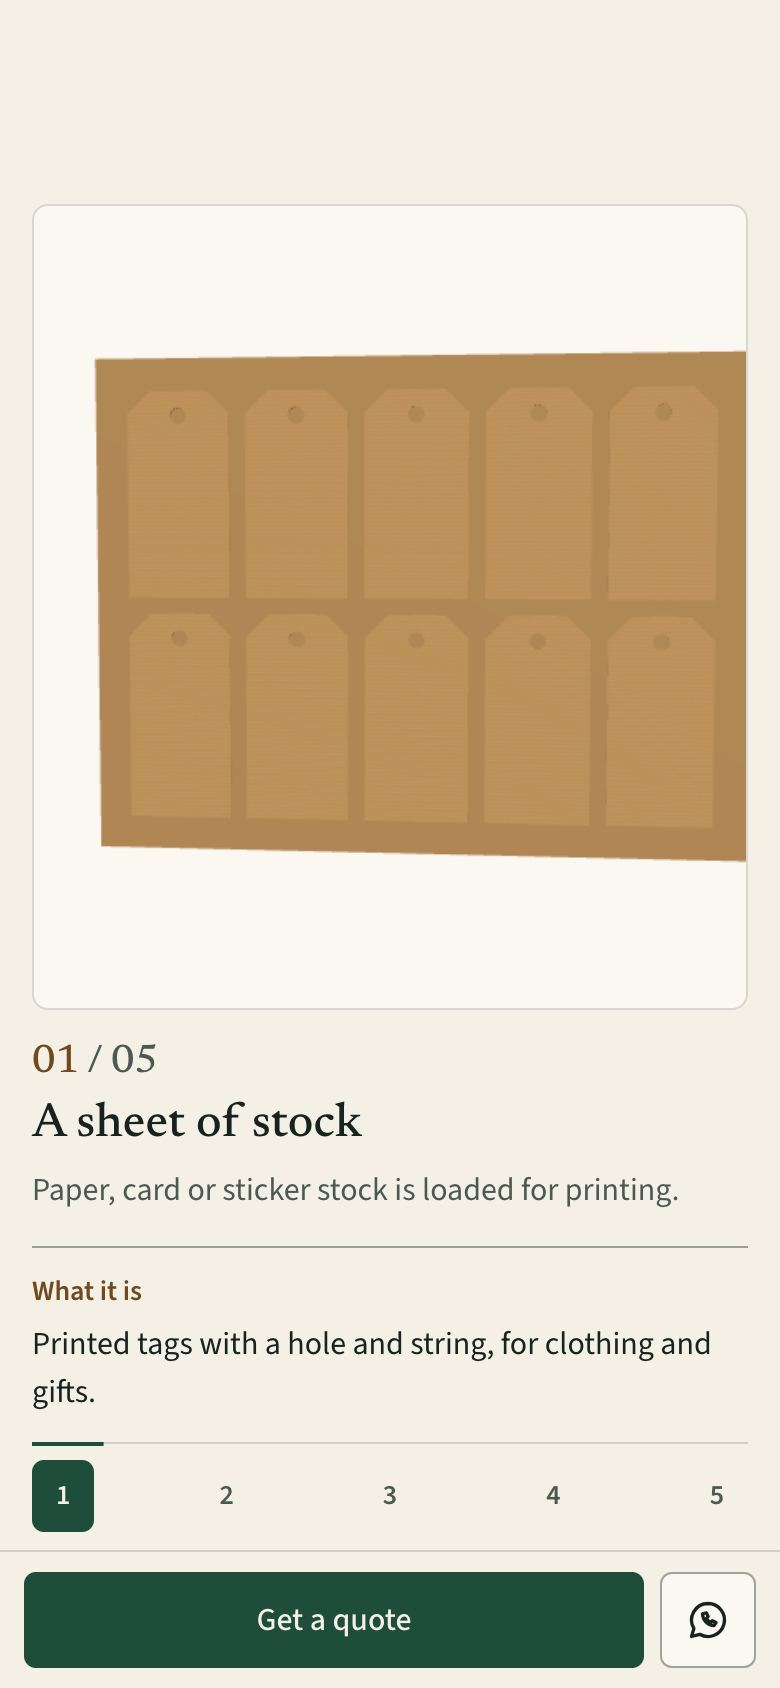 01 / 05
A sheet of stock
Paper, card or sticker stock is loaded for printing.
What it is
Printed tags with a hole and string, for clothing and
gifts.
1 2 3 4 5
Get a quote